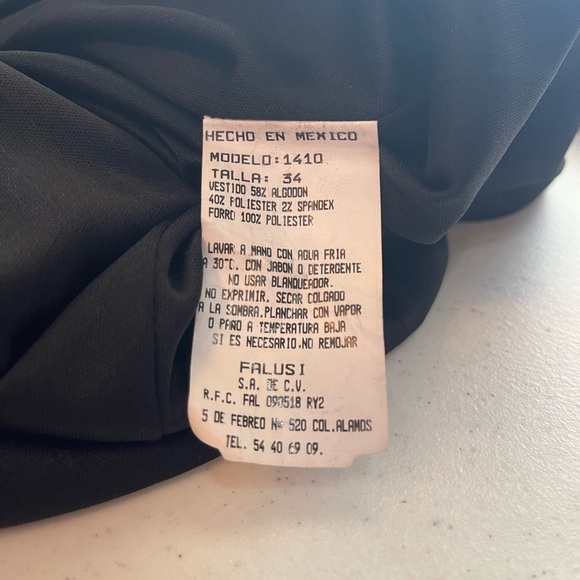 HECHO EN MEXICO
MODELO:1410
TALLA: 34
VESTIDO 58% ALGODON
40% POLIESTER 2% SPANDEX
FORRO 100% POLIESTER
LAVAR A MANO CON AGUA FRIA
A 30°C. CON JABON O DETERGENTE
NO USAR BLANQUEADOR.
NO EXPRIMIR. SECAR COLGADO
A LA SOMBRA.PLANCHAR CON VAPOR
O PAÑO A TEMPERATURA BAJA
SI ES NECESARIO.NO REMOJAR
FALUSI
S.A. DE C.V.
R.F.C. FAL 090518 RY2
5 DE FEBREO Nº 520 COL.ALAMOS
TEL. 54 40 69 09.